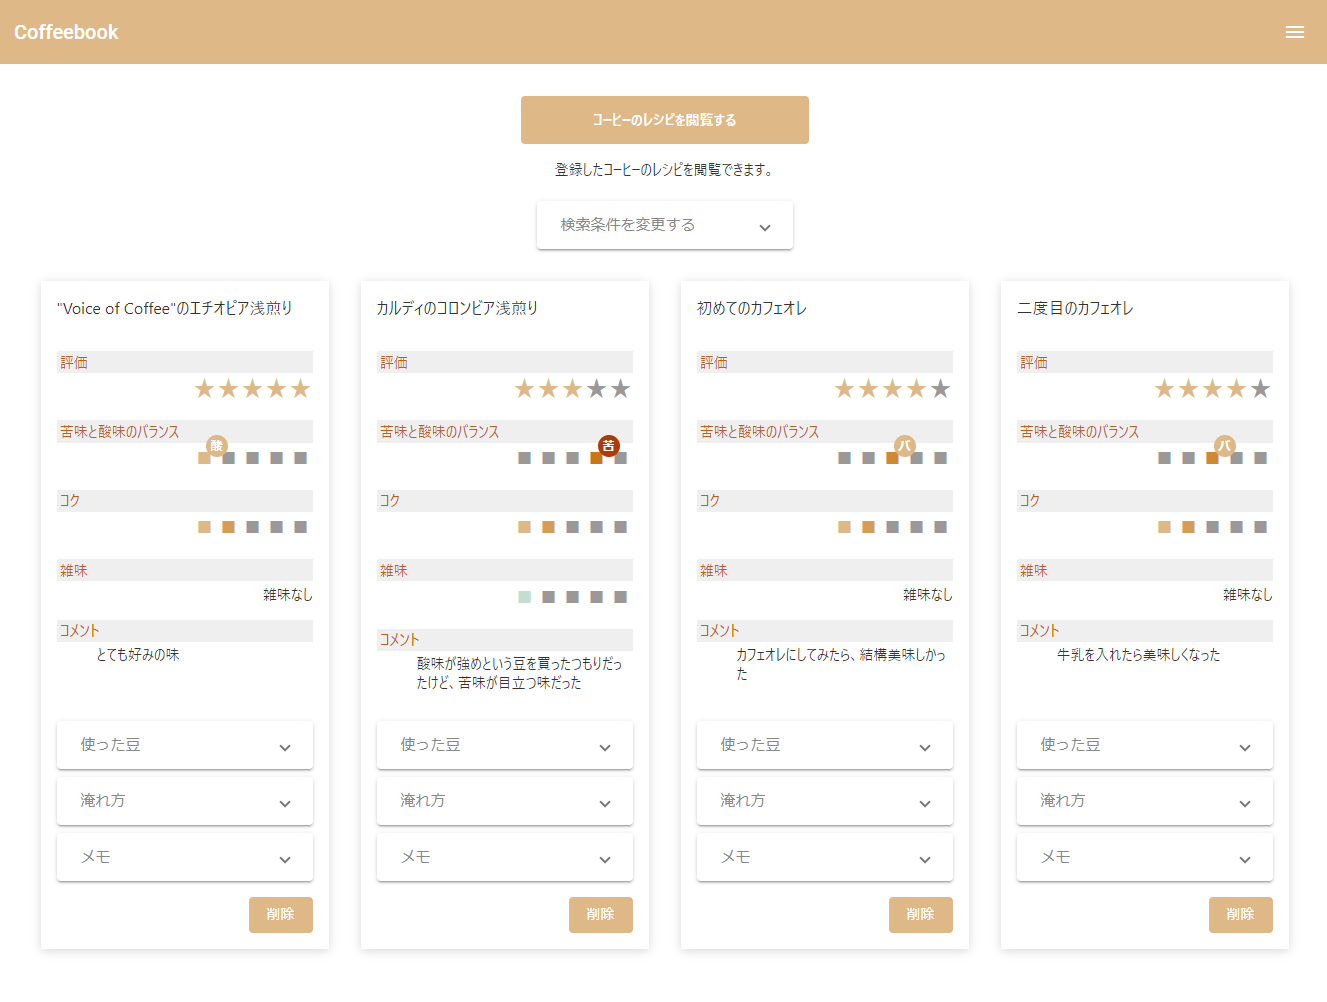 Coffeebook
コーヒーのレシピを閲覧する
登録したコーヒーのレシピを閲覧できます。
検索条件を変更する
"Voice of Coffee"のエチオピア浅煎り
評価
★★★★★
苦味と酸味のバランス
酸
コク
雑味
雑味なし
コメント
とても好みの味
使った豆
淹れ方
メモ
削除
カルディのコロンビア浅煎り
評価
★★★★★
苦味と酸味のバランス
苦
コク
雑味
コメント
酸味が強めという豆を買ったつもりだっ
たけど、苦味が目立つ味だった
使った豆
淹れ方
メモ
削除
初めてのカフェオレ
評価
★★★★★
苦味と酸味のバランス
バ
コク
雑味
雑味なし
コメント
カフェオレにしてみたら、結構美味しかっ
た
使った豆
淹れ方
メモ
削除
二度目のカフェオレ
評価
★★★★★
苦味と酸味のバランス
バ
コク
雑味
雑味なし
コメント
牛乳を入れたら美味しくなった
使った豆
淹れ方
メモ
削除